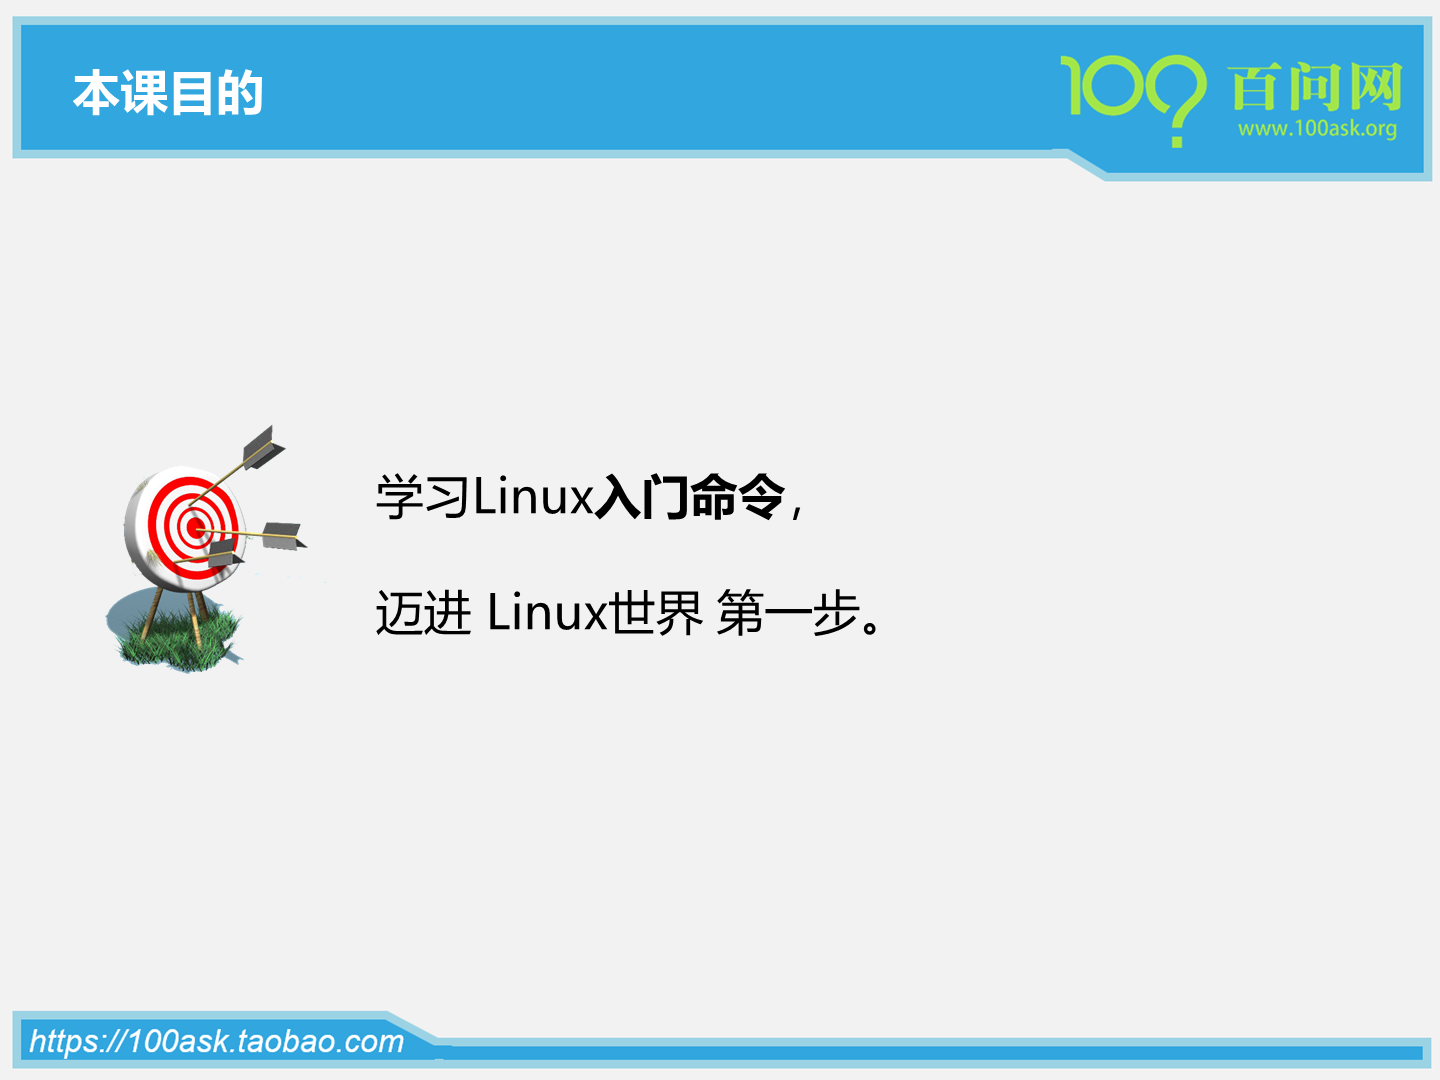 本课目的
100? 百问网
www.100ask.org
学习Linux入门命令，
迈进 Linux世界 第一步。
https://100ask.taobao.com